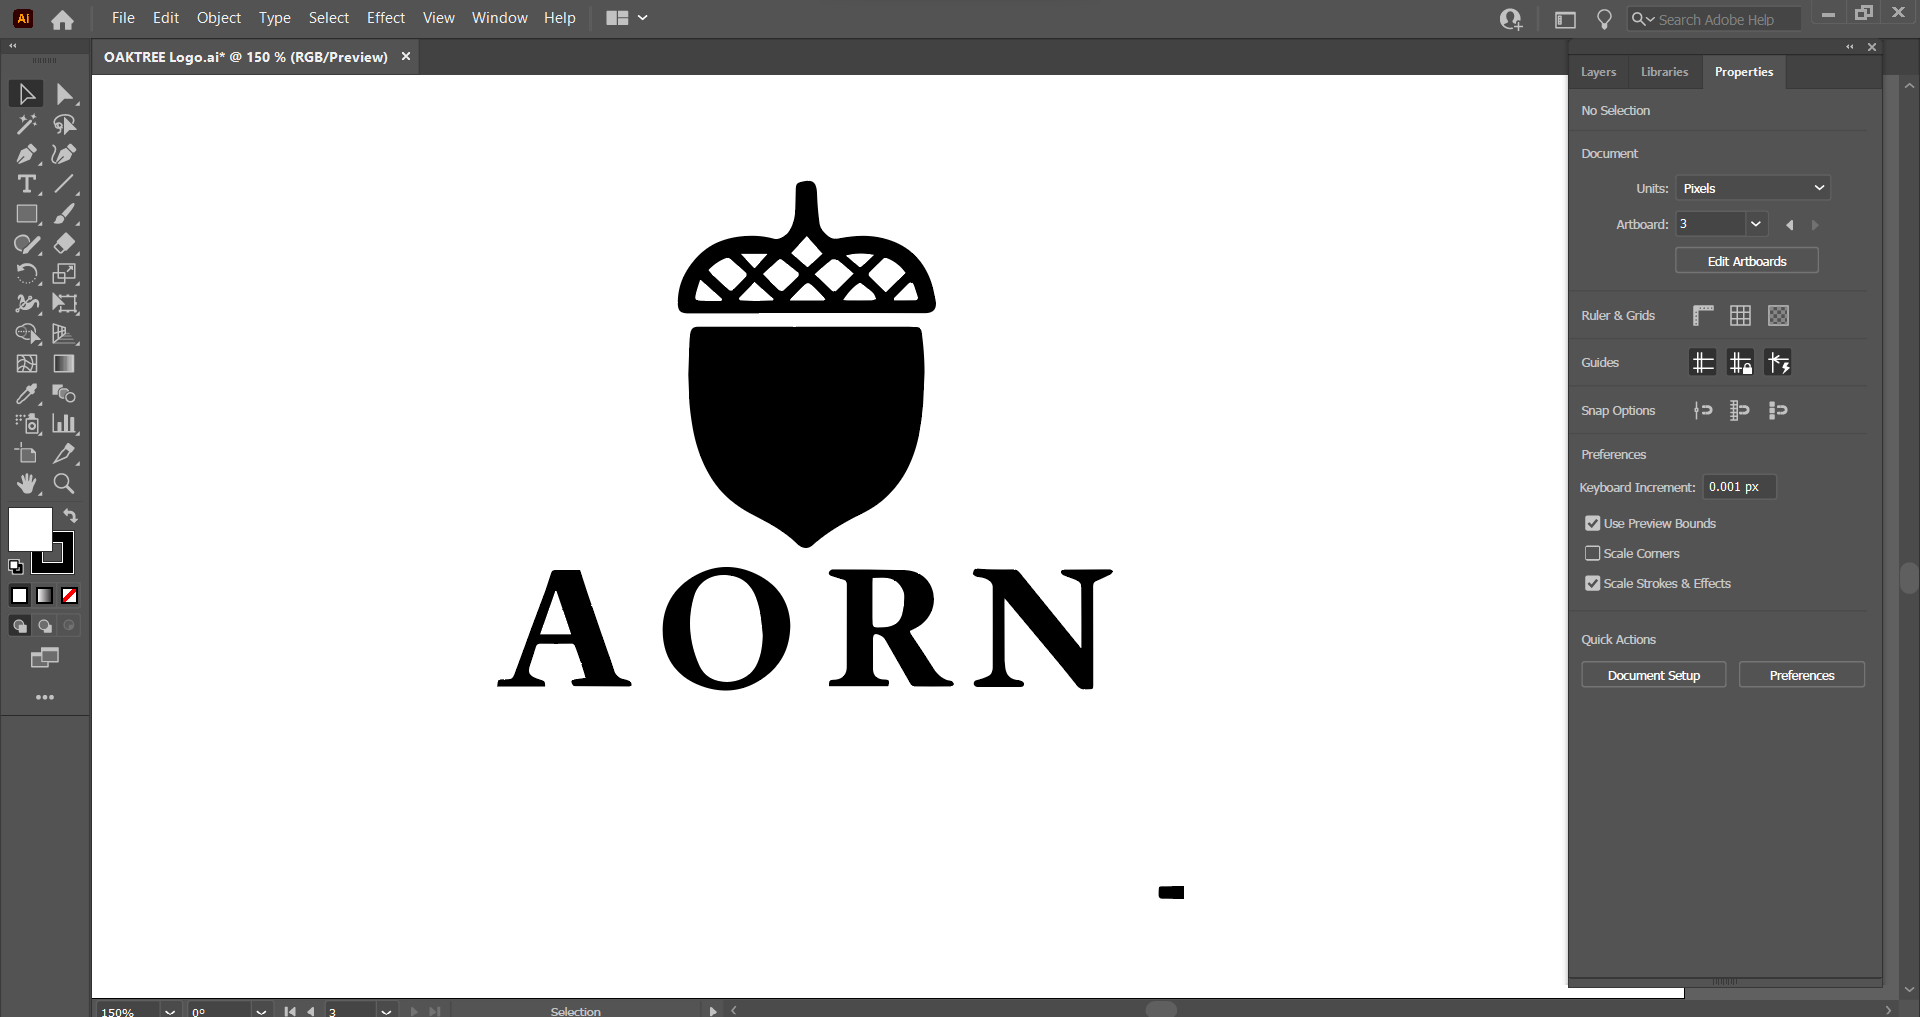 Ai File Edit Object Type Select Effect View Window Help Search Adobe Help
OAKTREE Logo.ai* @ 150 % (RGB/Preview) ×
Layers Libraries Properties
No Selection
Document
Units: Pixels
Artboard: 3
Edit Artboards
Ruler & Grids
Guides
Snap Options
Preferences
Keyboard Increment: 0.001 px
Use Preview Bounds
Scale Corners
Scale Strokes & Effects
Quick Actions
Document Setup Preferences
AORN
150% 0° 3 Selection